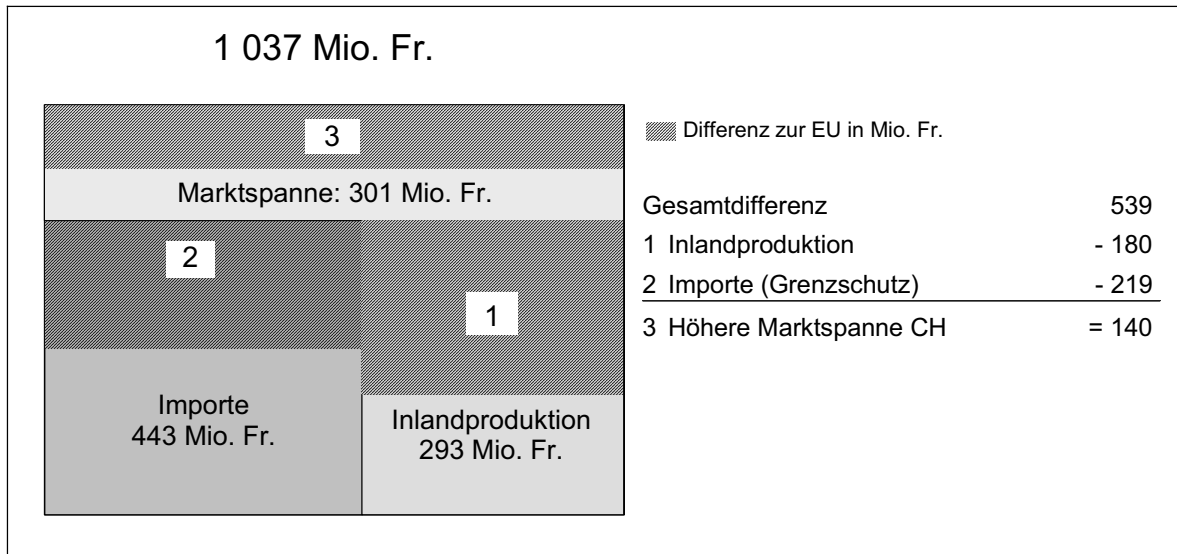 1 037 Mio. Fr.
3
Marktspanne: 301 Mio. Fr.
2
1
Importe
443 Mio. Fr.
Inlandproduktion
293 Mio. Fr.
Differenz zur EU in Mio. Fr.
Gesamtdifferenz 539
1 Inlandproduktion - 180
2 Importe (Grenzschutz) - 219
3 Höhere Marktspanne CH = 140